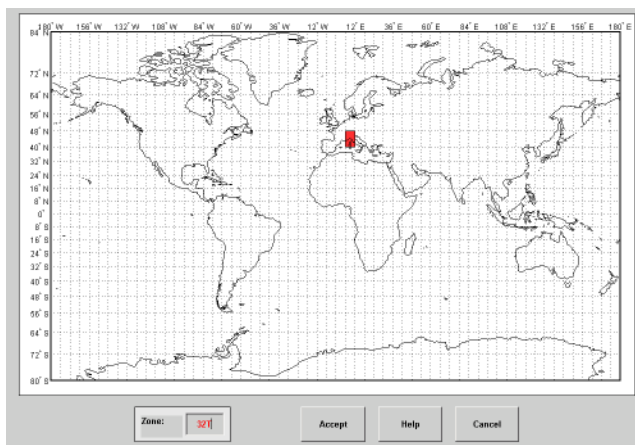 180° W 156° W 132° W 108° W 84° W 60° W 36° W 12° W 12° E 36° E 60° E 84° E 108° E 132° E 156° E 180° E
84° N
72° N
64° N
56° N
48° N
40° N
32° N
24° N
16° N
8° N
0°
8° S
16° S
24° S
32° S
40° S
48° S
56° S
64° S
72° S
80° S
Zone: 32T Accept Help Cancel